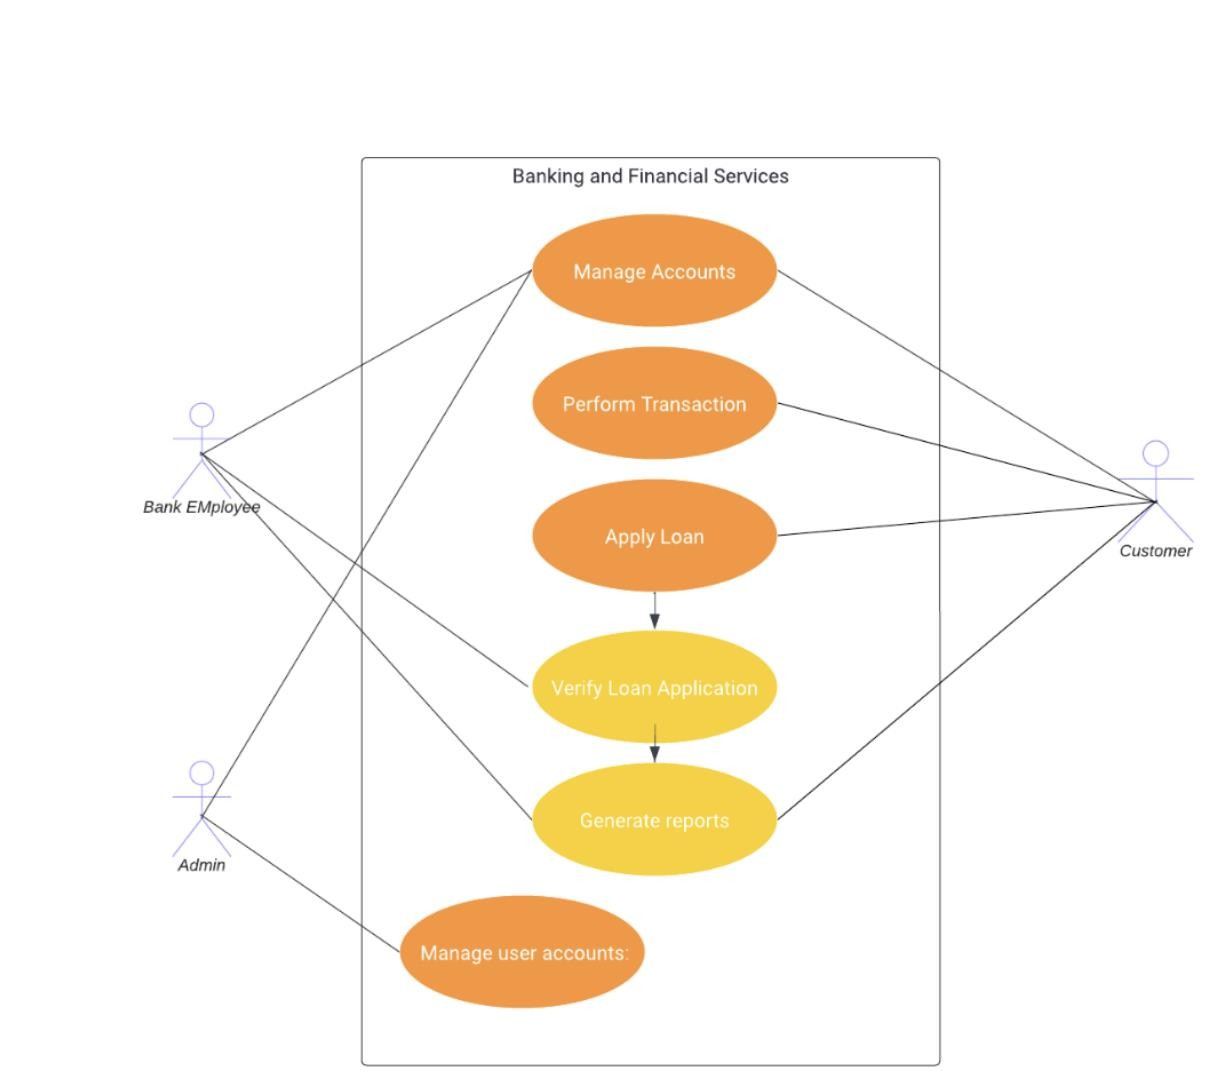 Banking and Financial Services
Manage Accounts
Perform Transaction
Apply Loan
Bank EMployee
Customer
Verify Loan Application
Generate reports
Admin
Manage user accounts: